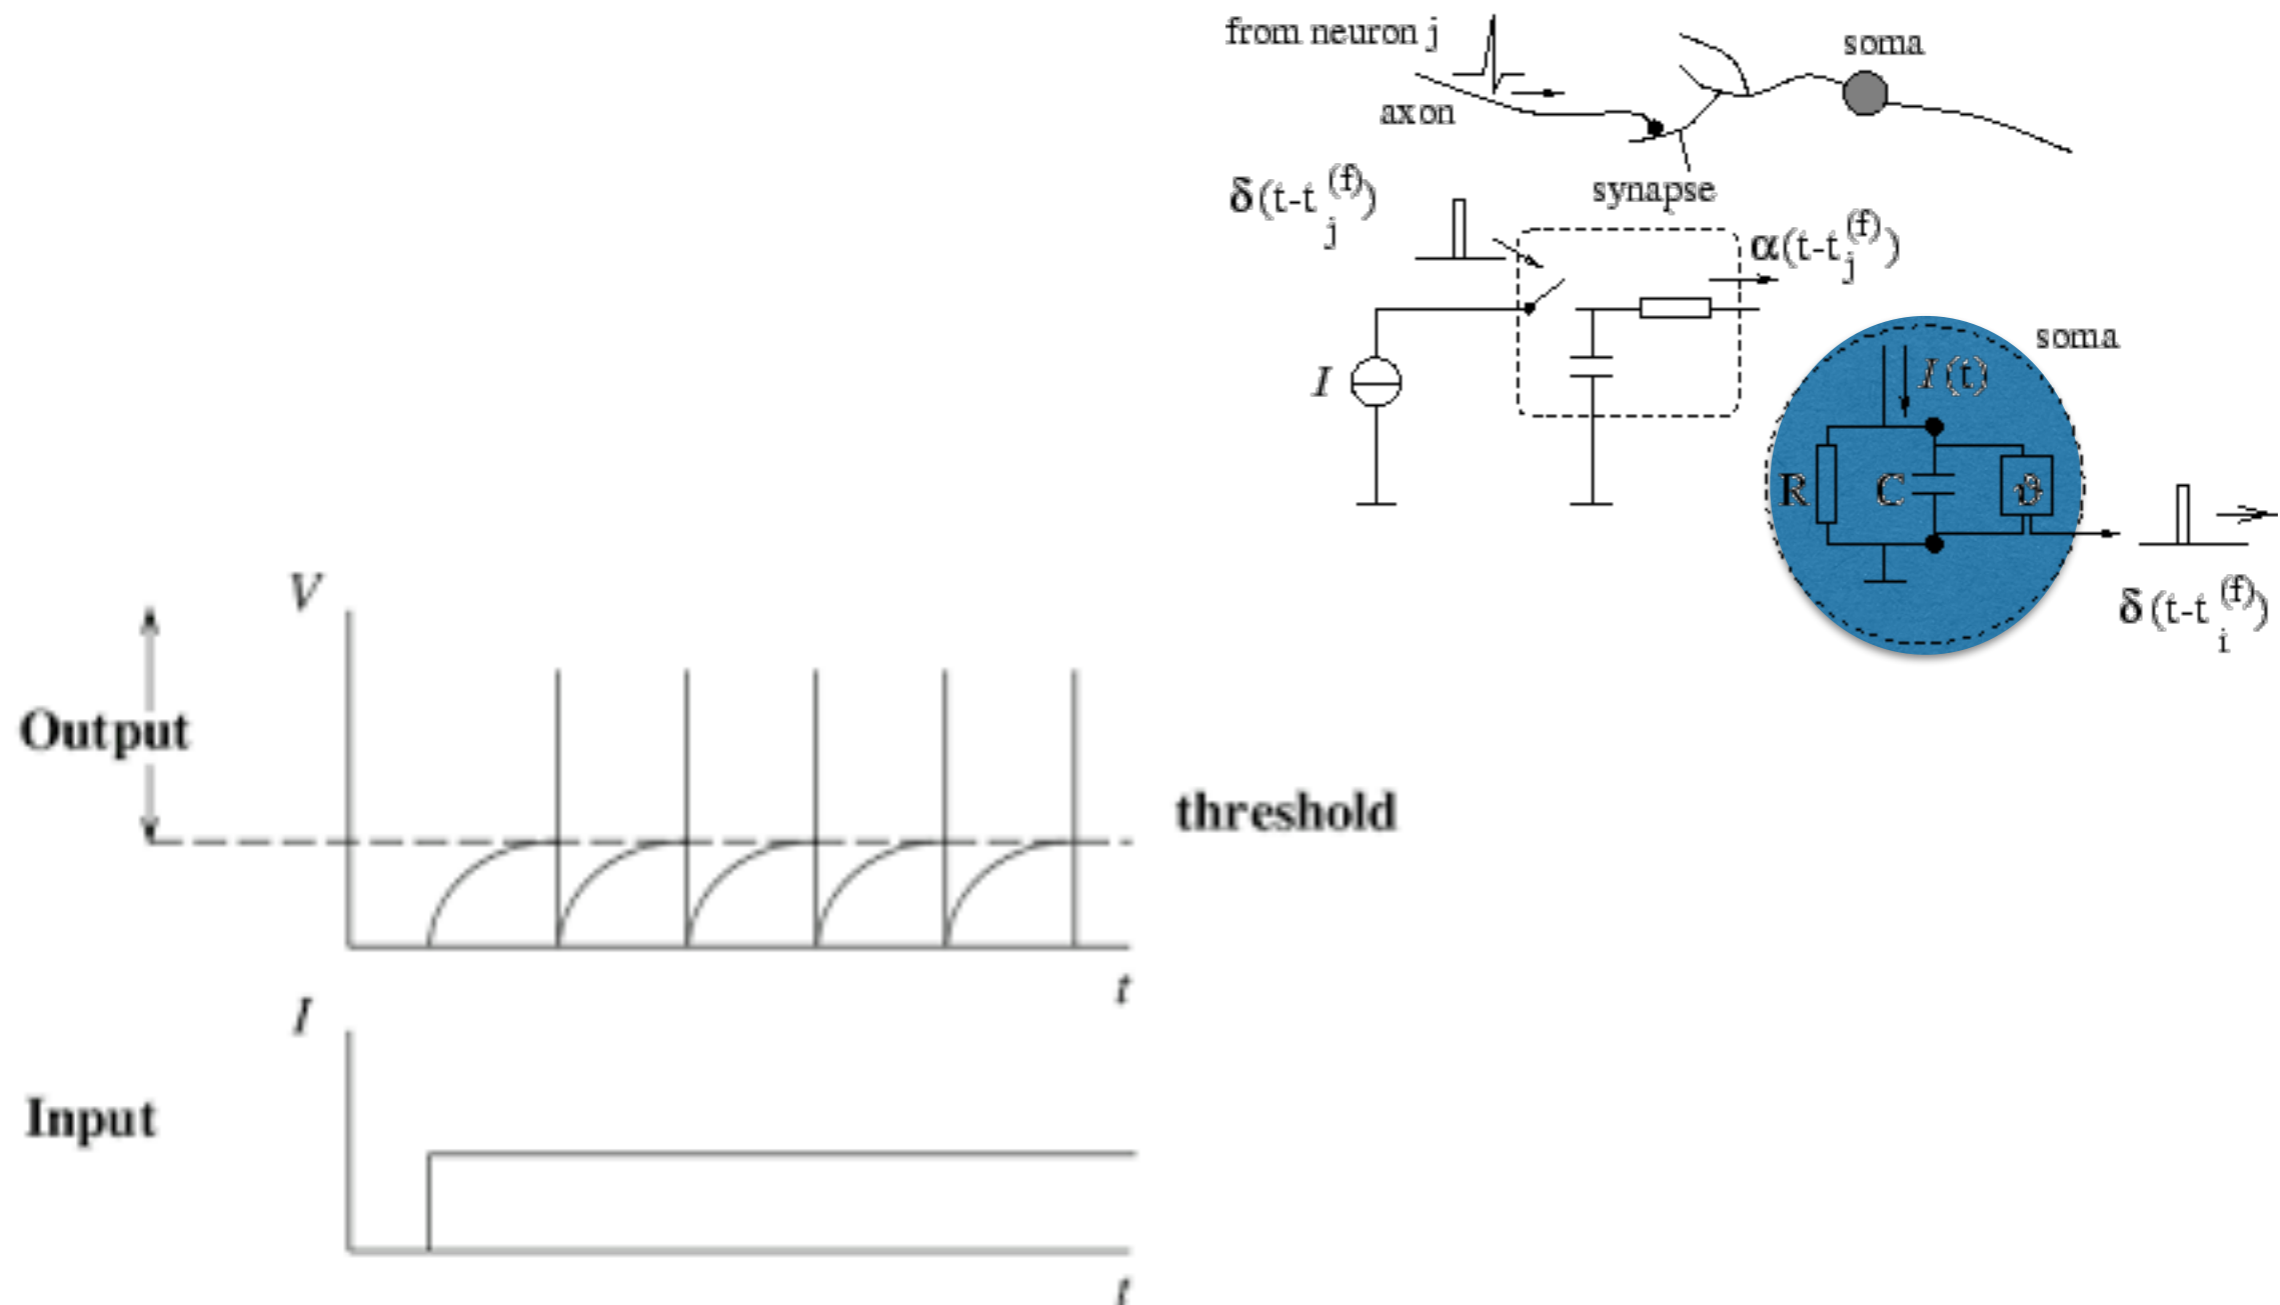 from neuron j
soma
axon
synapse
δ(t-t_j^(f))
α(t-t_j^(f))
soma
I
I(t)
R
C
ϑ
δ(t-t_i^(f))
V
Output
threshold
t
I
Input
t